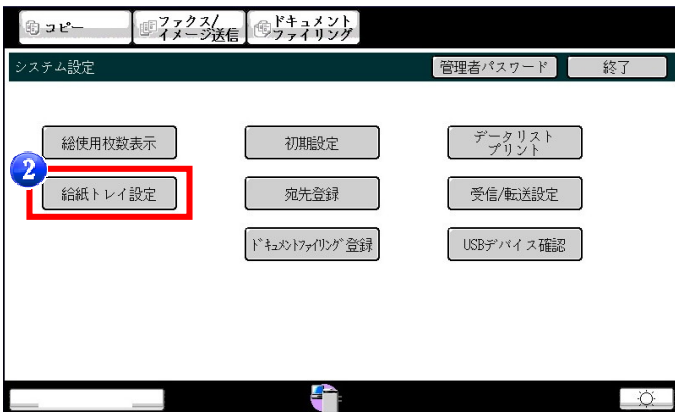 コピー
ファクス/
イメージ送信
ドキュメント
ファイリング
システム設定
管理者パスワード
終了
総使用枚数表示
初期設定
データリスト
プリント
2
給紙トレイ設定
宛先登録
受信/転送設定
ﾄﾞｷｭﾒﾝﾄﾌｧｲﾘﾝｸﾞ登録
USBデバイス確認